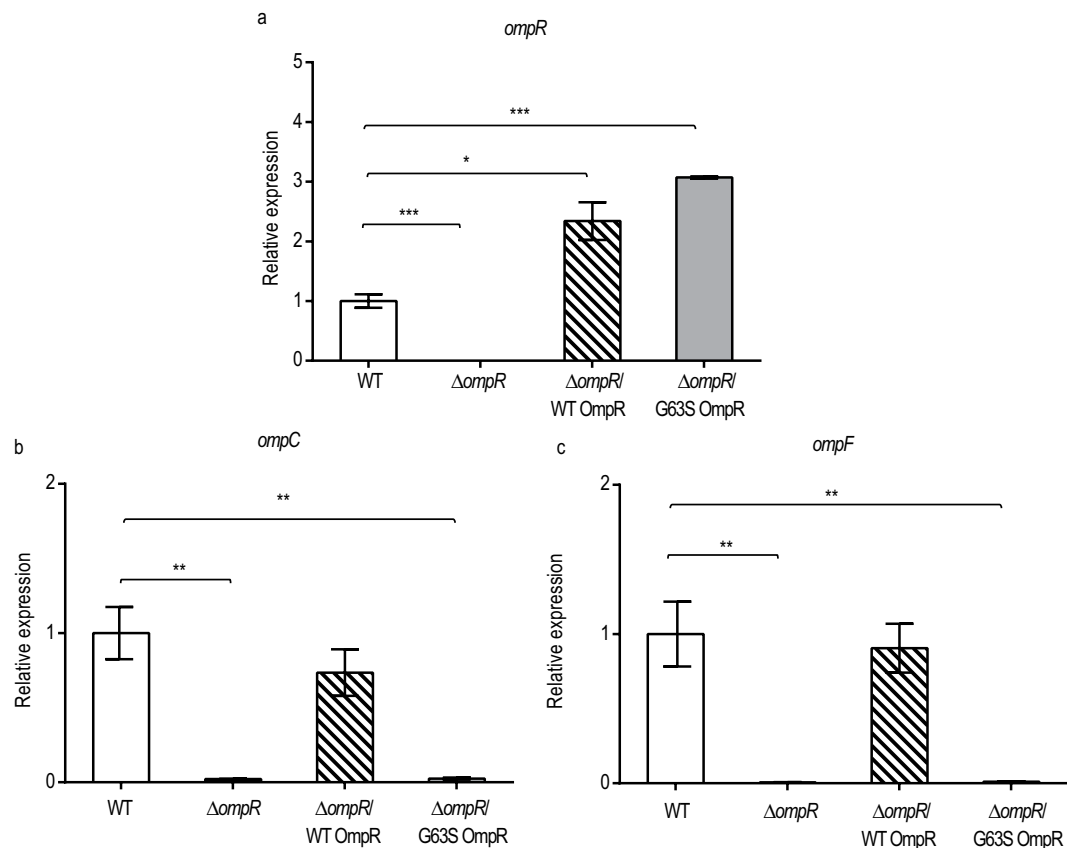 a
ompR
Relative expression
5
4
3
2
1
0
***
*
***
WT
ΔompR
ΔompR/
WT OmpR
ΔompR/
G63S OmpR
b
ompC
Relative expression
2
1
0
**
**
WT
ΔompR
ΔompR/
WT OmpR
ΔompR/
G63S OmpR
c
ompF
Relative expression
2
1
0
**
**
WT
ΔompR
ΔompR/
WT OmpR
ΔompR/
G63S OmpR